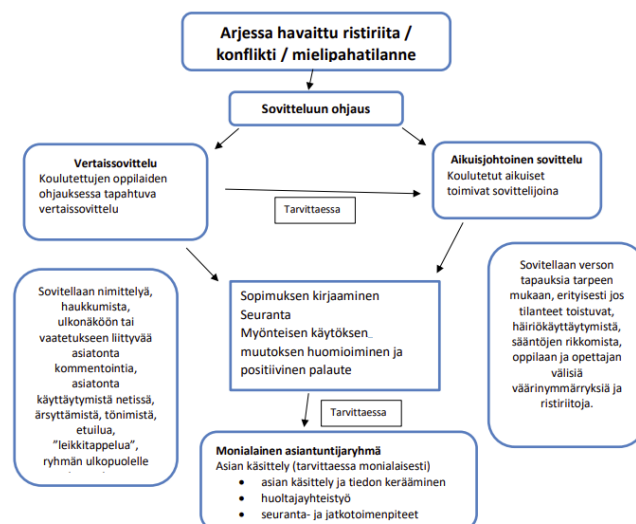 Arjessa havaittu ristiriita /
konflikti / mielipahatilanne
Sovitteluun ohjaus
Vertaissovittelu
Koulutettujen oppilaiden
ohjauksessa tapahtuva
vertaissovittelu
Tarvittaessa
Aikuisjohtoinen sovittelu
Koulutetut aikuiset
toimivat sovittelijoina
Sovitellaan nimittelyä,
haukkumista,
ulkonäköön tai
vaatetukseen liittyvää
asiatonta
kommentointia,
asiatonta
käyttäytymistä netissä,
ärsyttämistä, tönimistä,
etuilua,
"leikkitappelua",
ryhmän ulkopuolelle
Sopimuksen kirjaaminen
Seuranta
Myönteisen käytöksen
muutoksen huomioiminen ja
positiivinen palaute
Sovitellaan verson
tapauksia tarpeen
mukaan, erityisesti jos
tilanteet toistuvat,
häiriökäyttäytymistä,
sääntöjen rikkomista,
oppilaan ja opettajan
välisiä
väärinymmärryksiä ja
ristiriitoja.
Tarvittaessa
Monialainen asiantuntijaryhmä
Asian käsittely (tarvittaessa monialaisesti)
• asian käsittely ja tiedon kerääminen
• huoltajayhteistyö
• seuranta- ja jatkotoimenpiteet